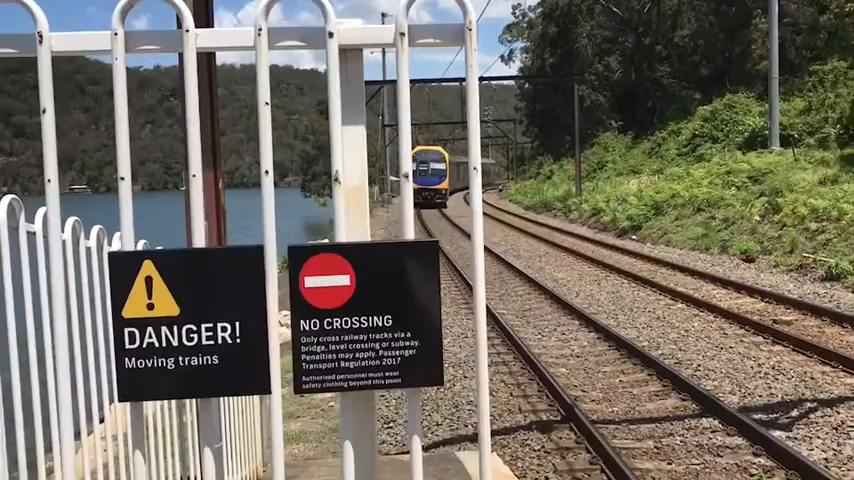 DANGER!
Moving trains
NO CROSSING
Only cross railway tracks via a
bridge, level crossing or subway.
Penalties may apply. Passenger
Transport Regulation 2017
Authorised personnel must wear
safety clothing beyond this point